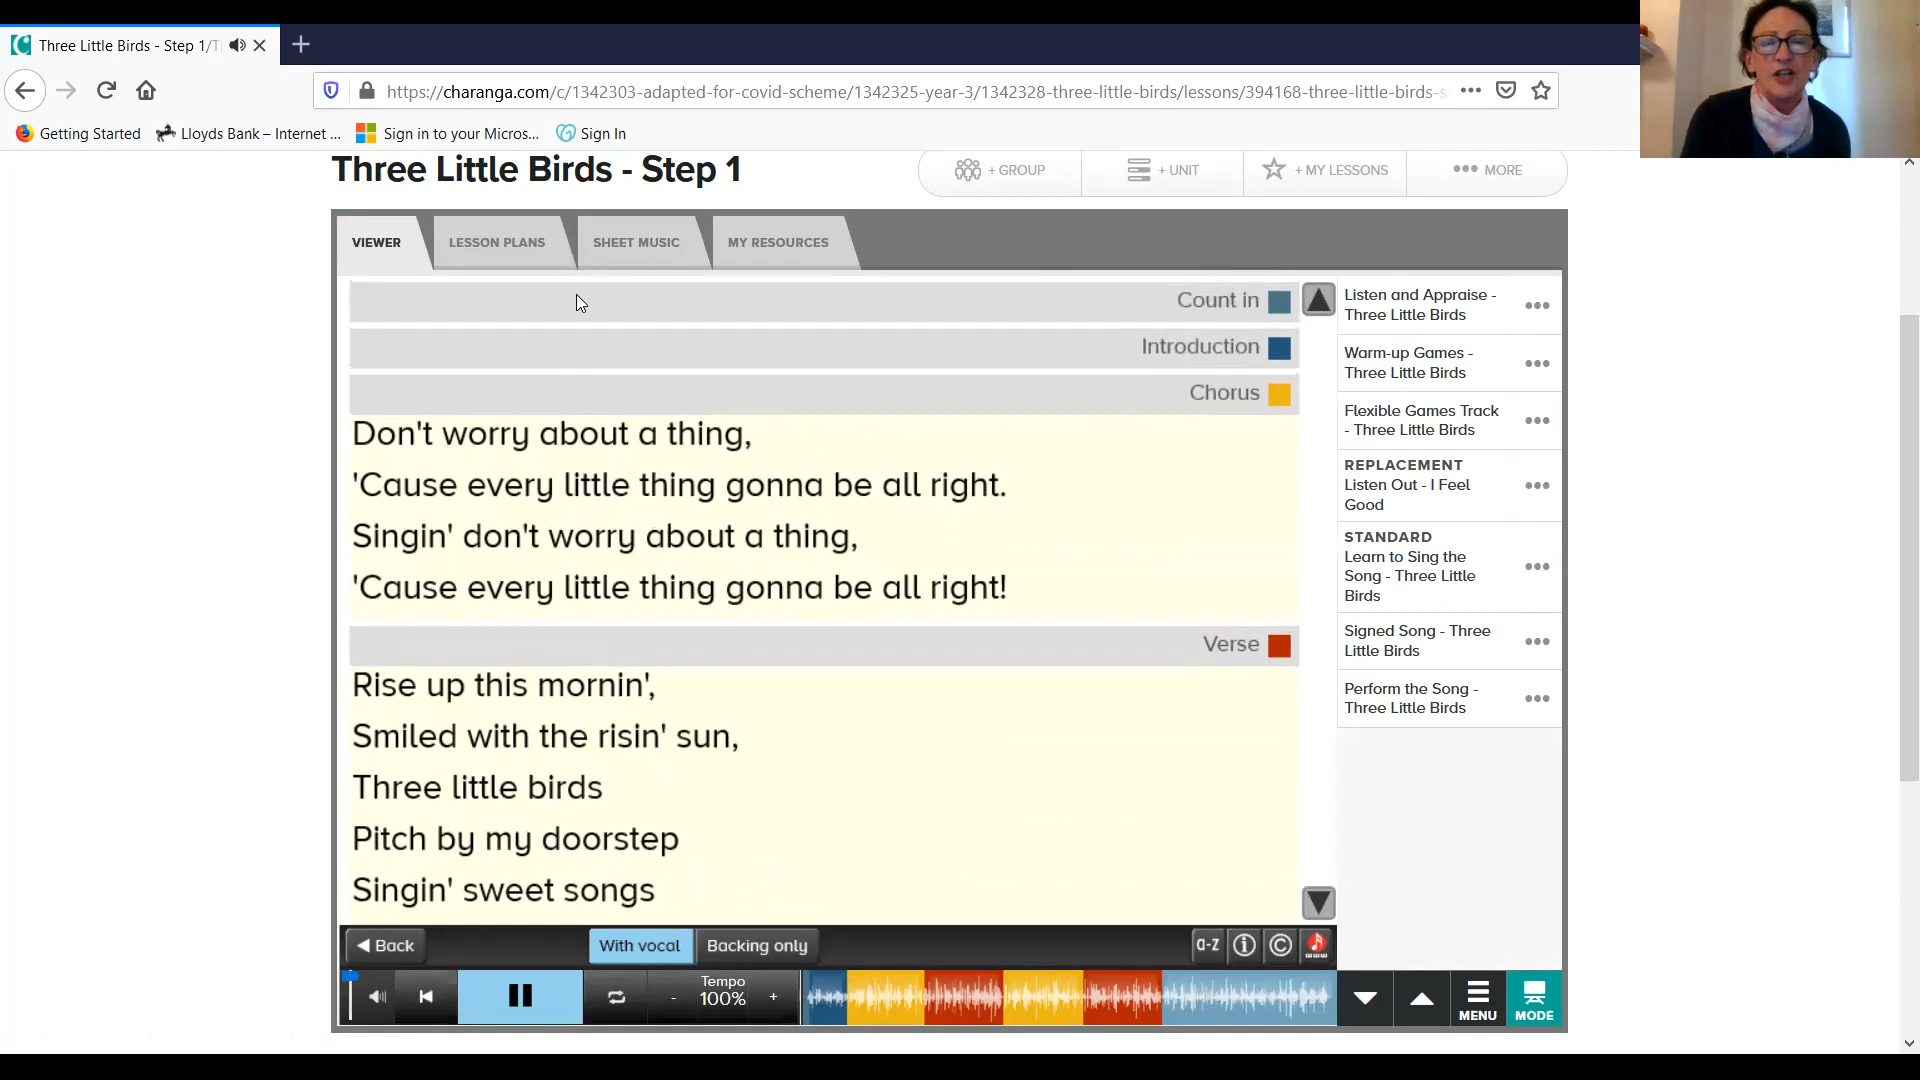 Three Little Birds - Step 1/T
https://charanga.com/c/1342303-adapted-for-covid-scheme/1342325-year-3/1342328-three-little-birds/lessons/394168-three-little-birds-s
Getting Started
Lloyds Bank – Internet ...
Sign in to your Micros...
Sign In
Three Little Birds - Step 1
+ GROUP
+ UNIT
+ MY LESSONS
MORE
VIEWER
LESSON PLANS
SHEET MUSIC
MY RESOURCES
Count in
Introduction
Chorus
Don't worry about a thing,
'Cause every little thing gonna be all right.
Singin' don't worry about a thing,
'Cause every little thing gonna be all right!
Verse
Rise up this mornin',
Smiled with the risin' sun,
Three little birds
Pitch by my doorstep
Singin' sweet songs
Listen and Appraise -
Three Little Birds
Warm-up Games -
Three Little Birds
Flexible Games Track
- Three Little Birds
REPLACEMENT
Listen Out - I Feel
Good
STANDARD
Learn to Sing the
Song - Three Little
Birds
Signed Song - Three
Little Birds
Perform the Song -
Three Little Birds
Back
With vocal
Backing only
a-z
Tempo
- 100% +
MENU
MODE